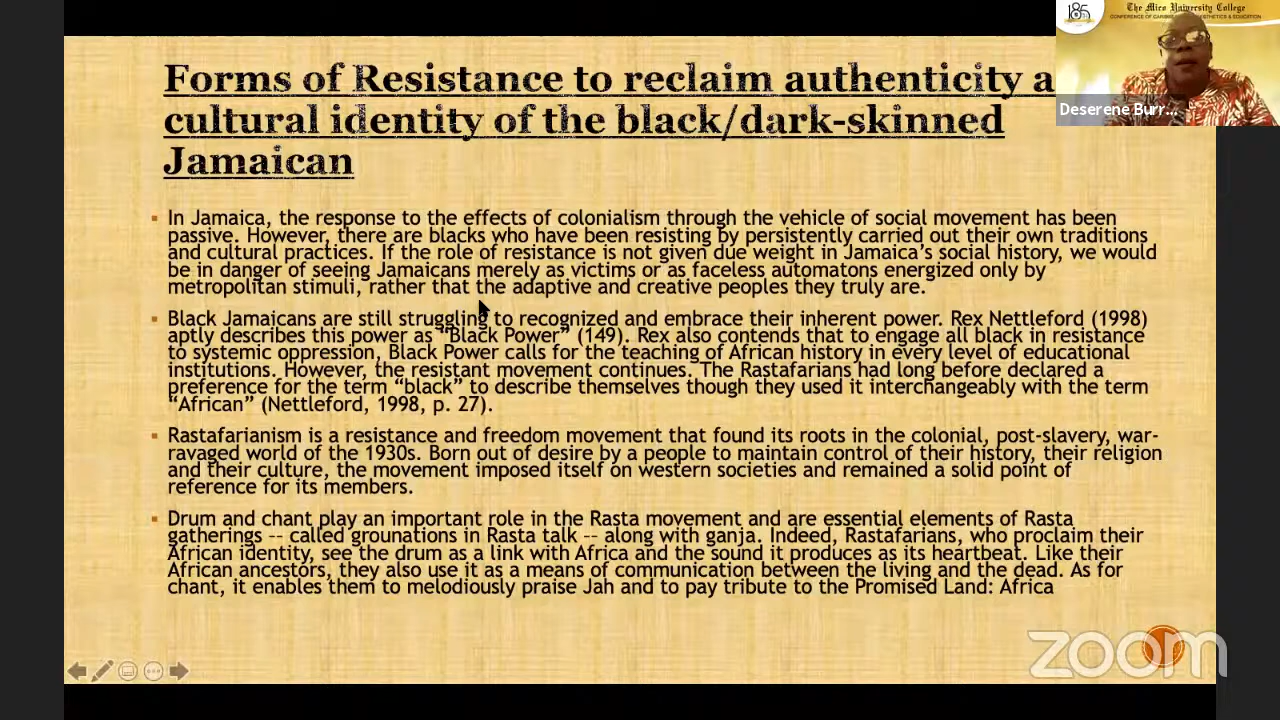 185
The Mico University College
Deserene Burr...
Forms of Resistance to reclaim authenticity a
cultural identity of the black/dark-skinned
Jamaican
▪ In Jamaica, the response to the effects of colonialism through the vehicle of social movement has been
passive. However, there are blacks who have been resisting by persistently carried out their own traditions
and cultural practices. If the role of resistance is not given due weight in Jamaica’s social history, we would
be in danger of seeing Jamaicans merely as victims or as faceless automatons energized only by
metropolitan stimuli, rather that the adaptive and creative peoples they truly are.
▪ Black Jamaicans are still struggling to recognized and embrace their inherent power. Rex Nettleford (1998)
aptly describes this power as “Black Power” (149). Rex also contends that to engage all black in resistance
to systemic oppression, Black Power calls for the teaching of African history in every level of educational
institutions. However, the resistant movement continues. The Rastafarians had long before declared a
preference for the term “black” to describe themselves though they used it interchangeably with the term
“African” (Nettleford, 1998, p. 27).
▪ Rastafarianism is a resistance and freedom movement that found its roots in the colonial, post-slavery, war-
ravaged world of the 1930s. Born out of desire by a people to maintain control of their history, their religion
and their culture, the movement imposed itself on western societies and remained a solid point of
reference for its members.
▪ Drum and chant play an important role in the Rasta movement and are essential elements of Rasta
gatherings -- called grounations in Rasta talk -- along with ganja. Indeed, Rastafarians, who proclaim their
African identity, see the drum as a link with Africa and the sound it produces as its heartbeat. Like their
African ancestors, they also use it as a means of communication between the living and the dead. As for
chant, it enables them to melodiously praise Jah and to pay tribute to the Promised Land: Africa
zoom